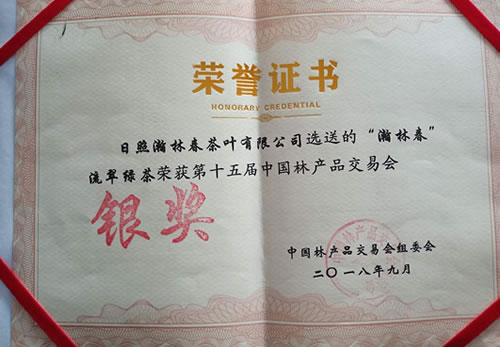 荣誉证书
HONORARY CREDENTIAL
日照瀚林春茶叶有限公司选送的“瀚林春”
流翠绿茶荣获第十五届中国林产品交易会
银奖
中国林产品交易会组委会
二〇一八年九月